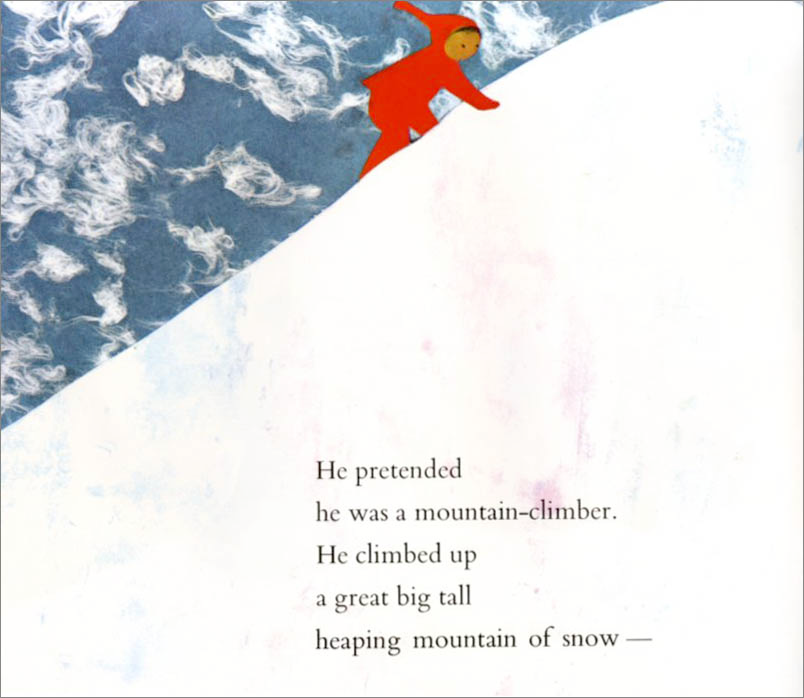 He pretended
he was a mountain-climber.
He climbed up
a great big tall
heaping mountain of snow —